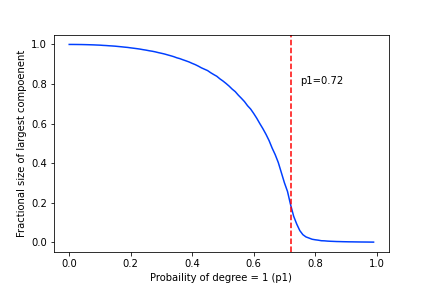 1.0
0.8
0.6
0.4
0.2
0.0
Fractional size of largest compoenent
p1=0.72
0.0 0.2 0.4 0.6 0.8 1.0
Probaility of degree = 1 (p1)